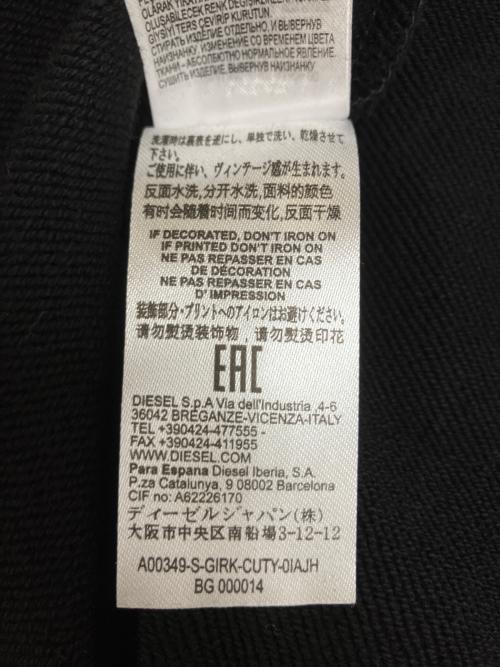 OLARAK YIKAYIN
OLUŞABİLECEK RENK DEĞİŞİKLİKLERİ
GİYSİYİ TERS ÇEVİRİP KURUTUN.
СТИРАТЬ ИЗДЕЛИЕ ОТДЕЛЬНО, И ВЫВЕРНУВ
НАИЗНАНКУ. ИЗМЕНЕНИЕ СО ВРЕМЕНЕМ ЦВЕТА
ТКАНИ - АБСОЛЮТНО НОРМАЛЬНОЕ ЯВЛЕНИЕ.
СУШИТЬ ИЗДЕЛИЕ, ВЫВЕРНУВ НАИЗНАНКУ
洗濯時は裏表を逆にし、単独で洗い、乾燥させて
下さい。
ご使用に伴い、ヴィンテージ感が生まれます。
反面水洗,分开水洗,面料的颜色
有时会随着时间而变化,反面干燥
IF DECORATED, DON'T IRON ON
IF PRINTED DON'T IRON ON
NE PAS REPASSER EN CAS
DE DÉCORATION
NE PAS REPASSER EN CAS
D' IMPRESSION
装飾部分・プリントへのアイロンはお避けください。
请勿熨烫装饰物，请勿熨烫印花
EAC
DIESEL S.p.A Via dell'Industria ,4-6
36042 BREGANZE-VICENZA-ITALY
TEL +390424-477555 -
FAX +390424-411955
WWW.DIESEL.COM
Para Espana Diesel Iberia, S.A.
P.za Catalunya, 9 08002 Barcelona
CIF no: A62226170
ディーゼルジャパン(株)
大阪市中央区南船場3-12-12
A00349-S-GIRK-CUTY-0IAJH
BG 000014